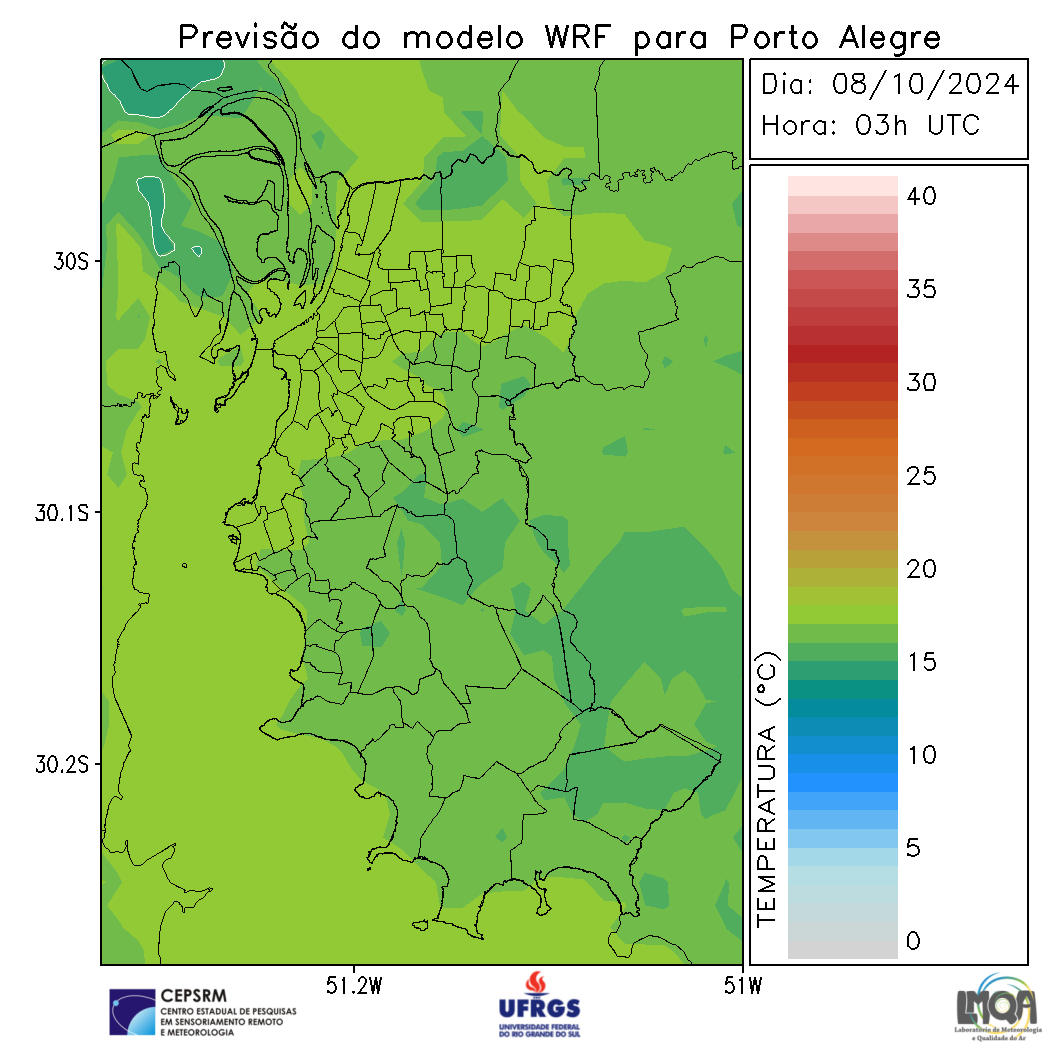 Previsão do modelo WRF para Porto Alegre
Dia: 08/10/2024
Hora: 03h UTC
40
35
30
25
20
15
10
5
0
TEMPERATURA (°C)
30S
30.1S
30.2S
51.2W
51W
CEPSRM
CENTRO ESTADUAL DE PESQUISAS
EM SENSORIAMENTO REMOTO
E METEOROLOGIA
UFRGS
UNIVERSIDADE FEDERAL
DO RIO GRANDE DO SUL
LMQA
Laboratório de Meteorologia
e Qualidade do Ar